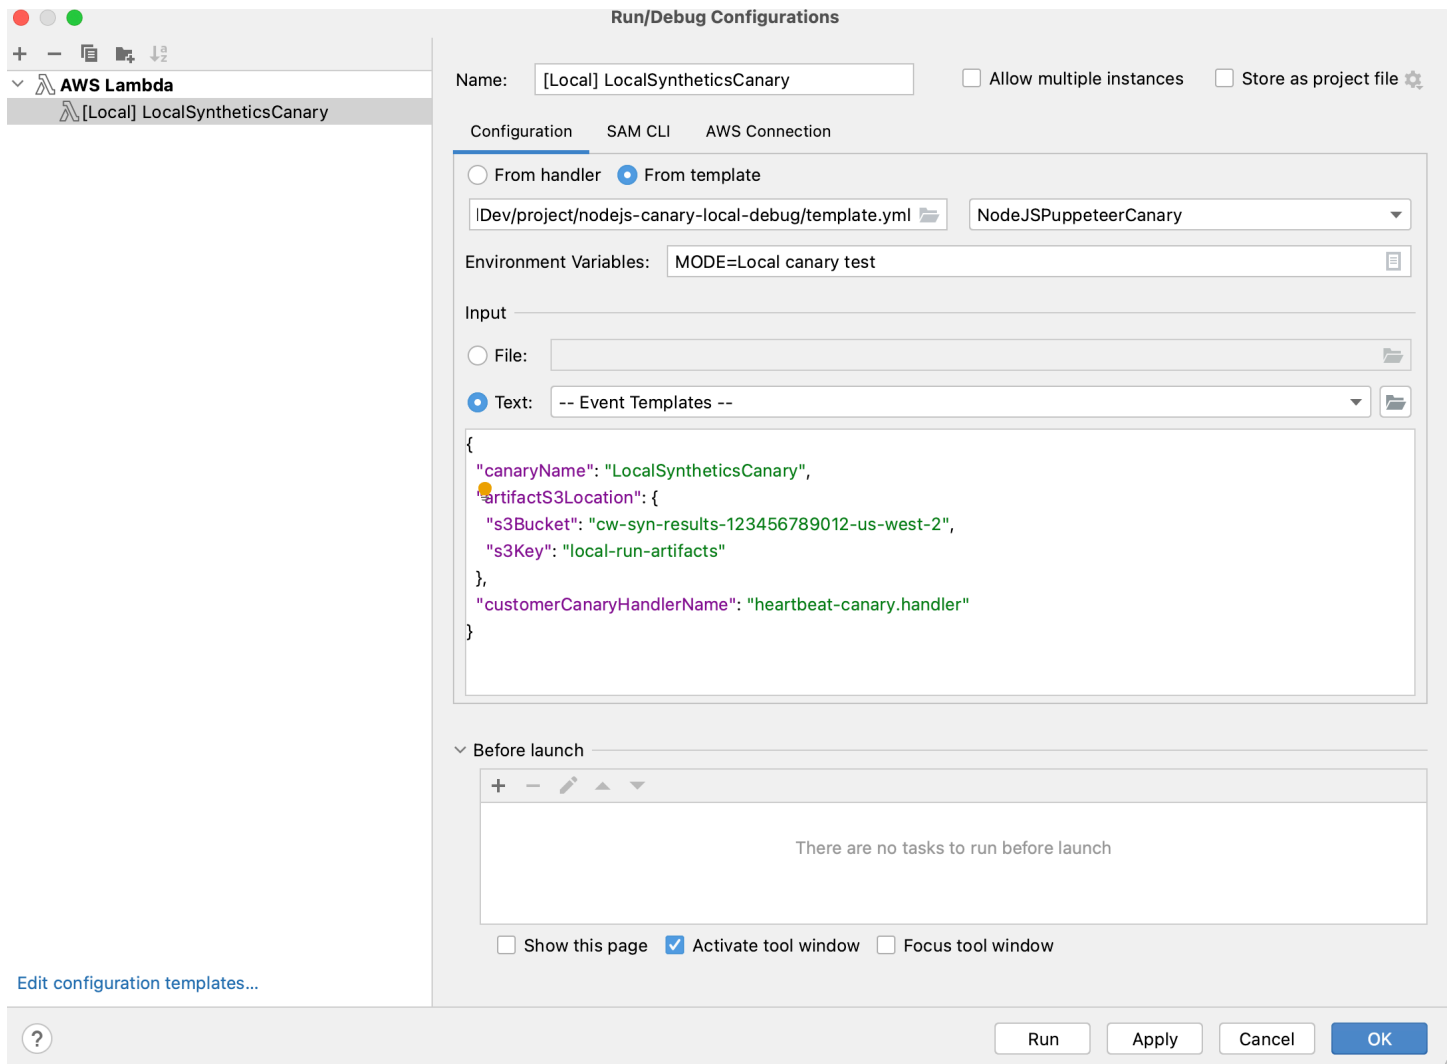 Run/Debug Configurations
AWS Lambda
[Local] LocalSyntheticsCanary
Name: [Local] LocalSyntheticsCanary Allow multiple instances Store as project file
Configuration SAM CLI AWS Connection
From handler From template
Dev/project/nodejs-canary-local-debug/template.yml NodeJSPuppeteerCanary
Environment Variables: MODE=Local canary test
Input
File:
Text: -- Event Templates --
{
"canaryName": "LocalSyntheticsCanary",
"artifactS3Location": {
"s3Bucket": "cw-syn-results-123456789012-us-west-2",
"s3Key": "local-run-artifacts"
},
"customerCanaryHandlerName": "heartbeat-canary.handler"
}
Before launch
There are no tasks to run before launch
Show this page Activate tool window Focus tool window
Edit configuration templates...
? Run Apply Cancel OK